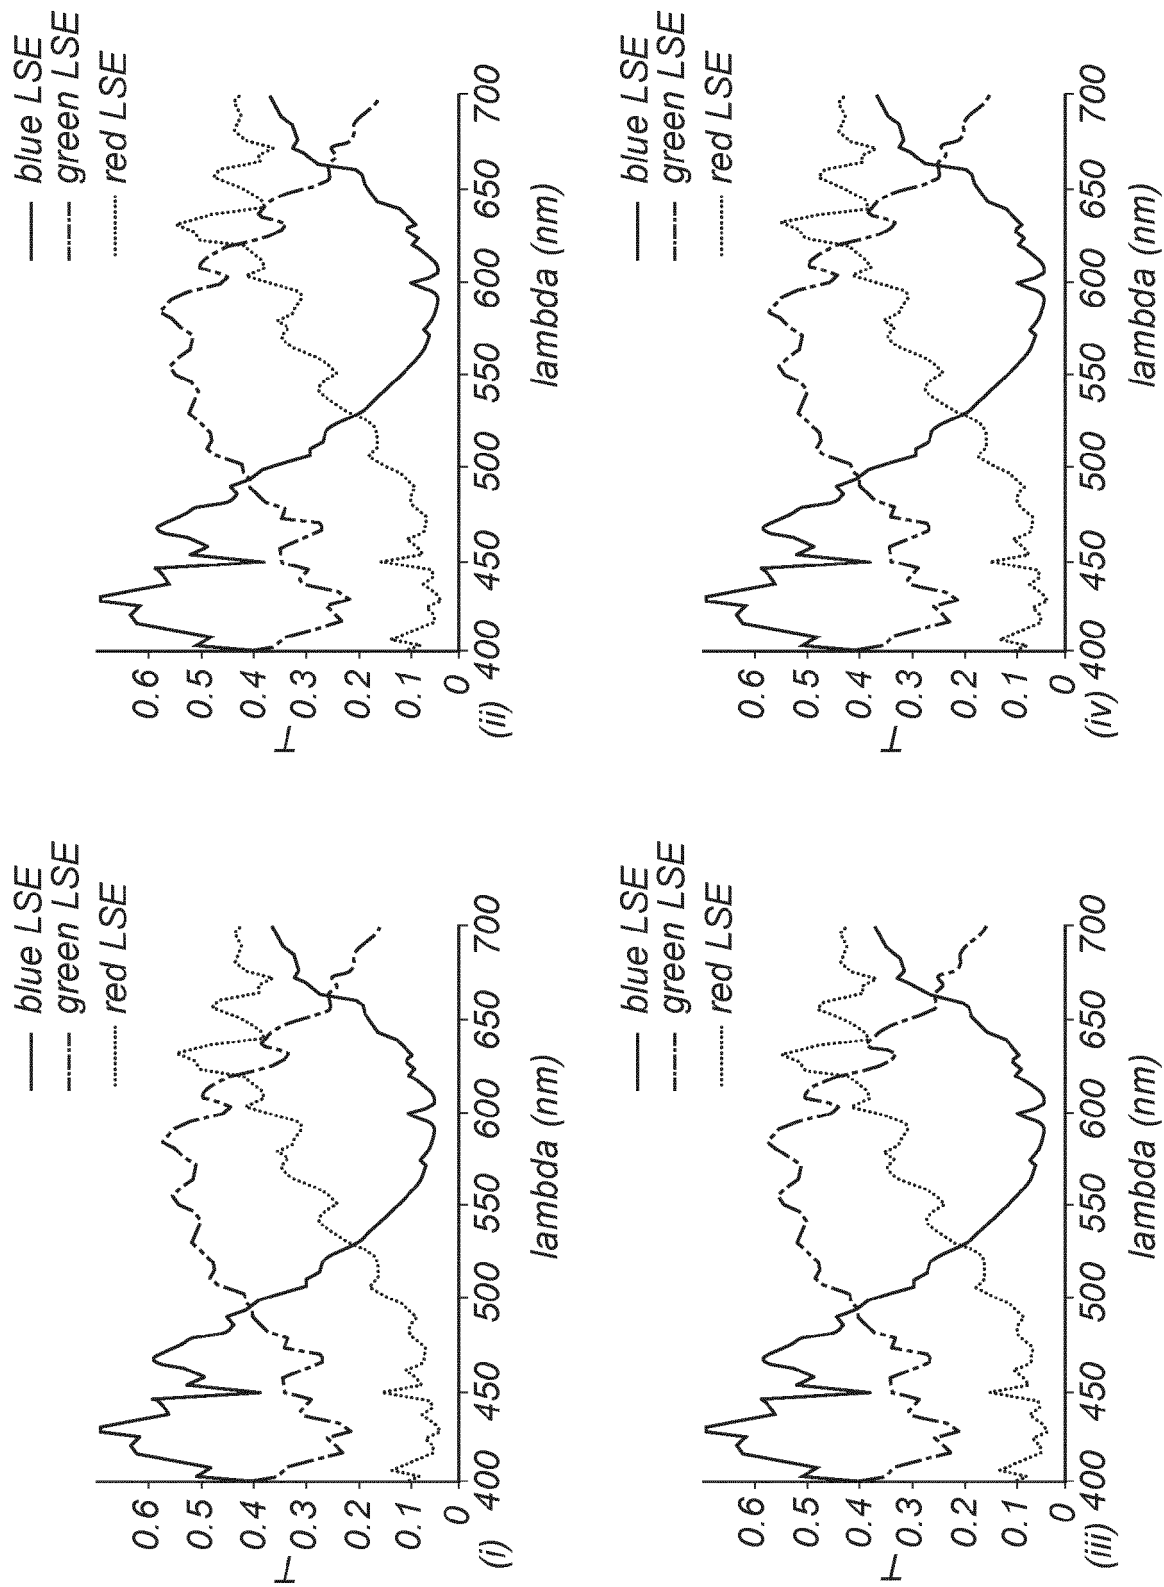 blue LSE
green LSE
red LSE
0.6
0.5
0.4
T
0.3
0.2
0.1
0
400 450 500 550 600 650 700
(i)
lambda (nm)
blue LSE
green LSE
red LSE
0.6
0.5
0.4
T
0.3
0.2
0.1
0
400 450 500 550 600 650 700
(ii)
lambda (nm)
blue LSE
green LSE
red LSE
0.6
0.5
0.4
T
0.3
0.2
0.1
0
400 450 500 550 600 650 700
(iii)
lambda (nm)
blue LSE
green LSE
red LSE
0.6
0.5
0.4
T
0.3
0.2
0.1
0
400 450 500 550 600 650 700
(iv)
lambda (nm)